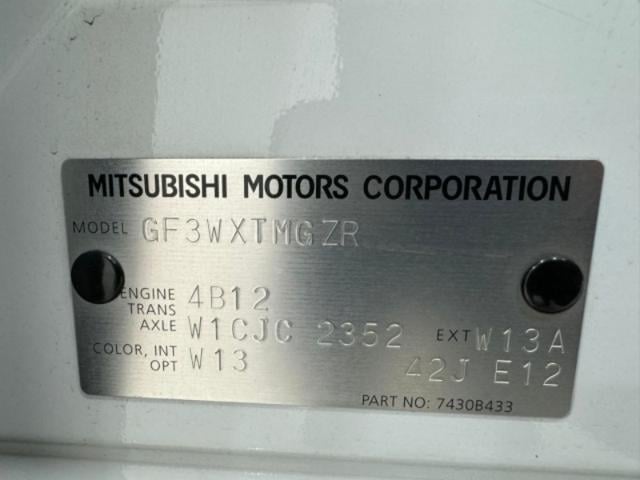 MITSUBISHI MOTORS CORPORATION
MODEL GF3WXTMGZR
ENGINE 4B12
TRANS
AXLE W1CJC 2352 EXT W13A
COLOR, INT
OPT W13 42J E12
PART NO: 7430B433